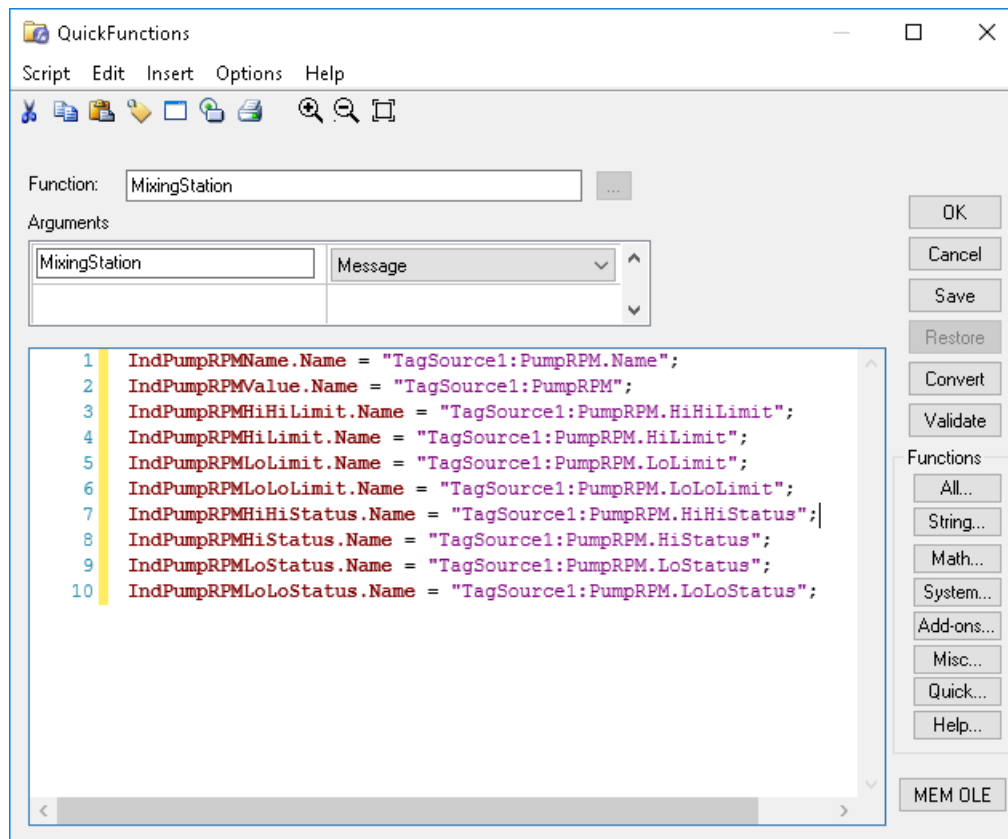 QuickFunctions
Script Edit Insert Options Help
Function: MixingStation ...
Arguments
MixingStation Message
1 IndPumpRPMName.Name = "TagSource1:PumpRPM.Name";
2 IndPumpRPMValue.Name = "TagSource1:PumpRPM";
3 IndPumpRPMHiHiLimit.Name = "TagSource1:PumpRPM.HiHiLimit";
4 IndPumpRPMHiLimit.Name = "TagSource1:PumpRPM.HiLimit";
5 IndPumpRPMLoLimit.Name = "TagSource1:PumpRPM.LoLimit";
6 IndPumpRPMLoLoLimit.Name = "TagSource1:PumpRPM.LoLoLimit";
7 IndPumpRPMHiHiStatus.Name = "TagSource1:PumpRPM.HiHiStatus";
8 IndPumpRPMHiStatus.Name = "TagSource1:PumpRPM.HiStatus";
9 IndPumpRPMLoStatus.Name = "TagSource1:PumpRPM.LoStatus";
10 IndPumpRPMLoLoStatus.Name = "TagSource1:PumpRPM.LoLoStatus";
OK
Cancel
Save
Restore
Convert
Validate
Functions
All...
String...
Math...
System...
Add-ons...
Misc...
Quick...
Help...
MEM OLE